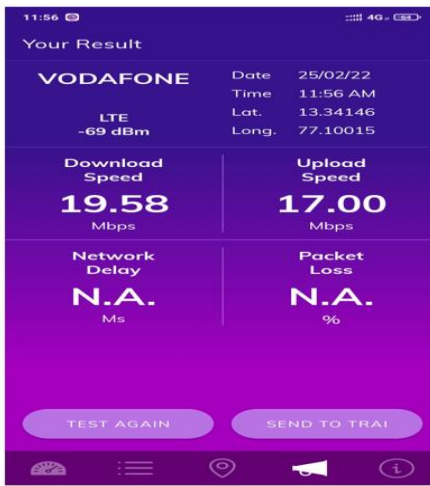 11:56 4G 54
Your Result
VODAFONE
LTE
-69 dBm
Date 25/02/22
Time 11:56 AM
Lat. 13.34146
Long. 77.10015
Download
Speed
19.58
Mbps
Upload
Speed
17.00
Mbps
Network
Delay
N.A.
Ms
Packet
Loss
N.A.
%
TEST AGAIN
SEND TO TRAI